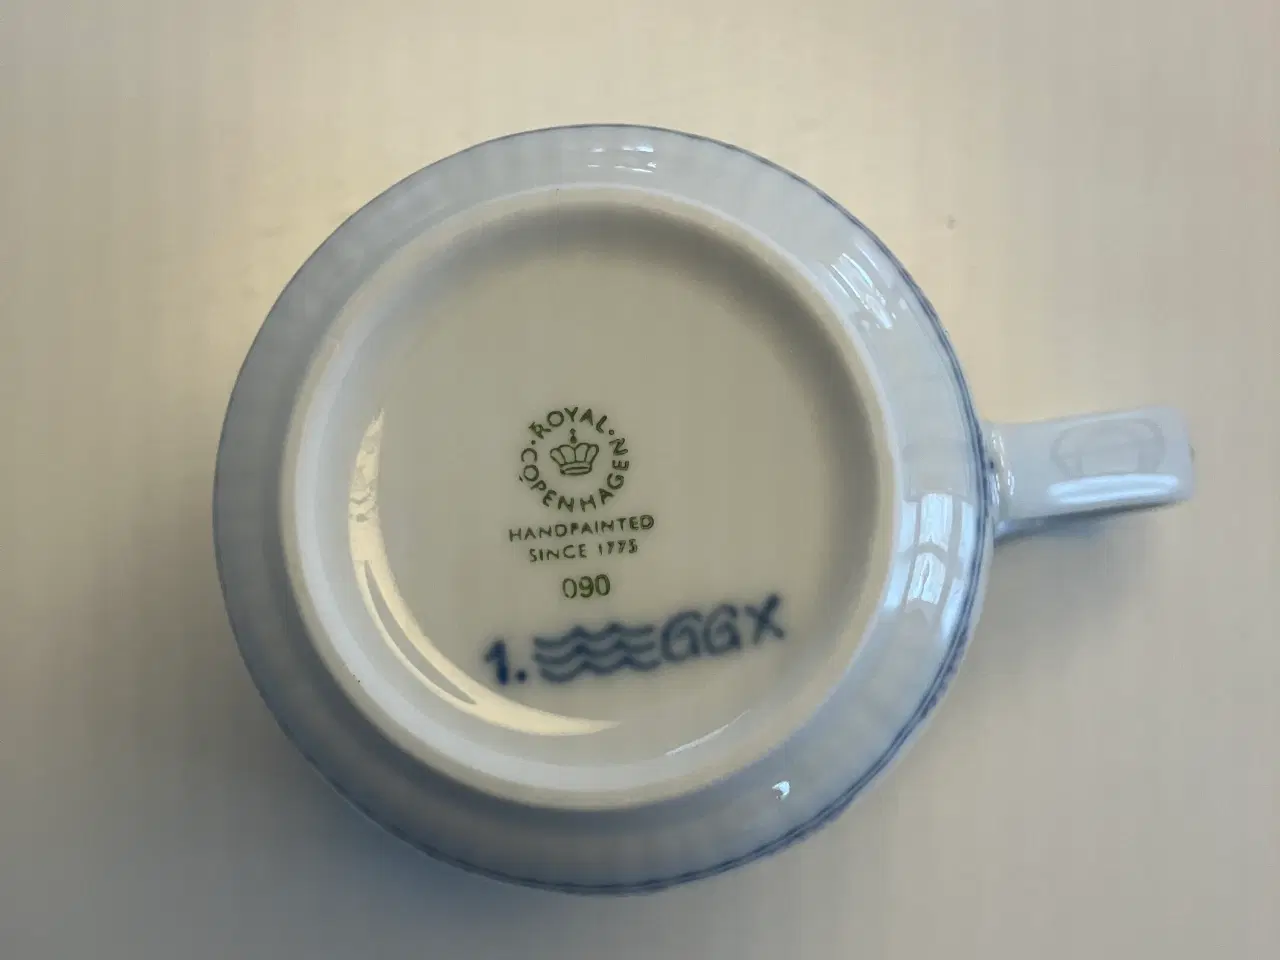 ROYAL · COPENHAGEN ·
HANDPAINTED
SINCE 1775
090
1. GGX